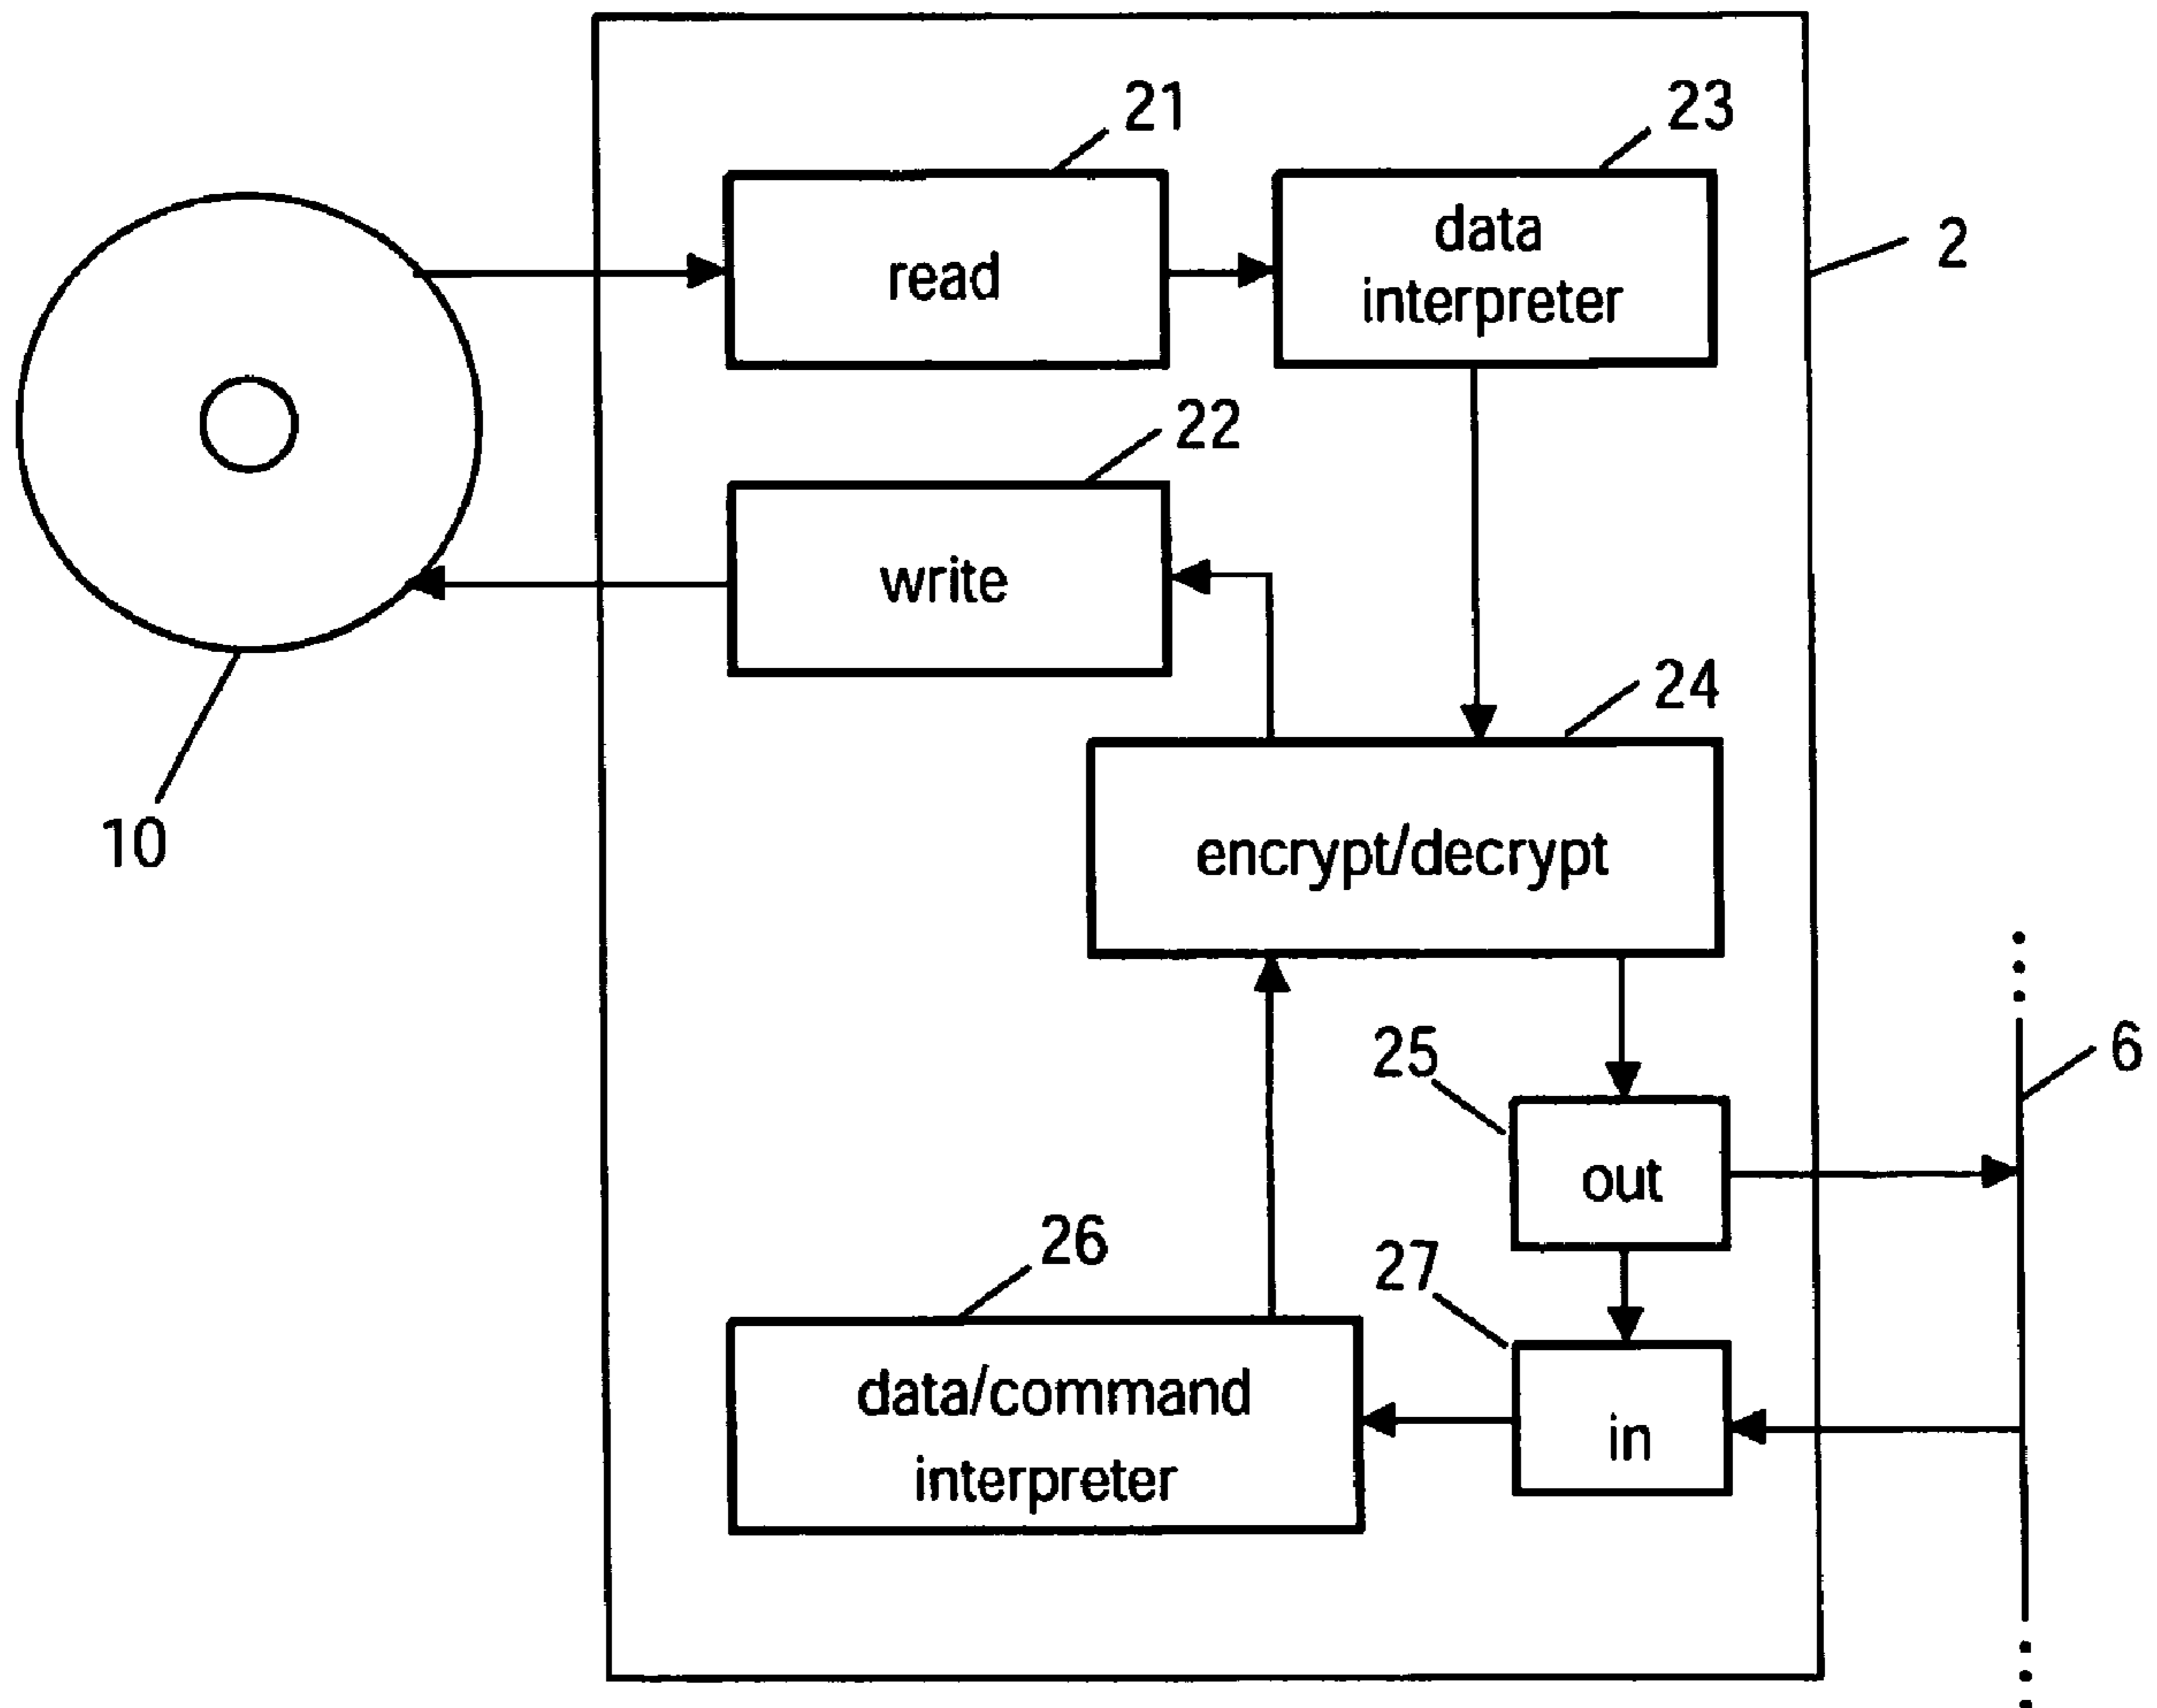 21
23
read
data
interpreter
2
22
write
24
encrypt/decrypt
10
25
6
out
26
27
data/command
interpreter
in